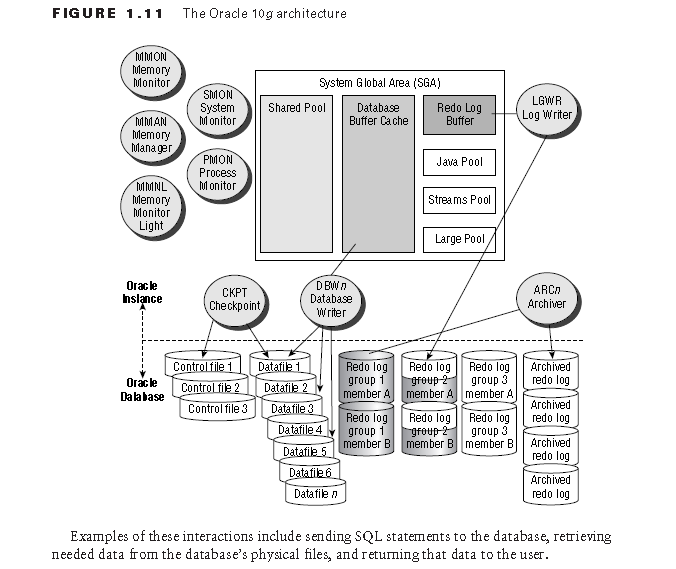 FIGURE 1.11 The Oracle 10g architecture
MMON
Memory
Monitor
SMON
System
Monitor
MMAN
Memory
Manager
PMON
Process
Monitor
MMNL
Memory
Monitor
Light
System Global Area (SGA)
Shared Pool
Database
Buffer Cache
Redo Log
Buffer
Java Pool
Streams Pool
Large Pool
LGWR
Log Writer
Oracle
Instance
CKPT
Checkpoint
DBWn
Database
Writer
ARCn
Archiver
Oracle
Database
Control file 1
Control file 2
Control file 3
Datafile 1
Datafile 2
Datafile 3
Datafile 4
Datafile 5
Datafile 6
Datafile n
Redo log
group 1
member A
Redo log
group 1
member B
Redo log
group 2
member A
Redo log
group 2
member B
Redo log
group 3
member A
Redo log
group 3
member B
Archived
redo log
Archived
redo log
Archived
redo log
Archived
redo log
Examples of these interactions include sending SQL statements to the database, retrieving
needed data from the database's physical files, and returning that data to the user.